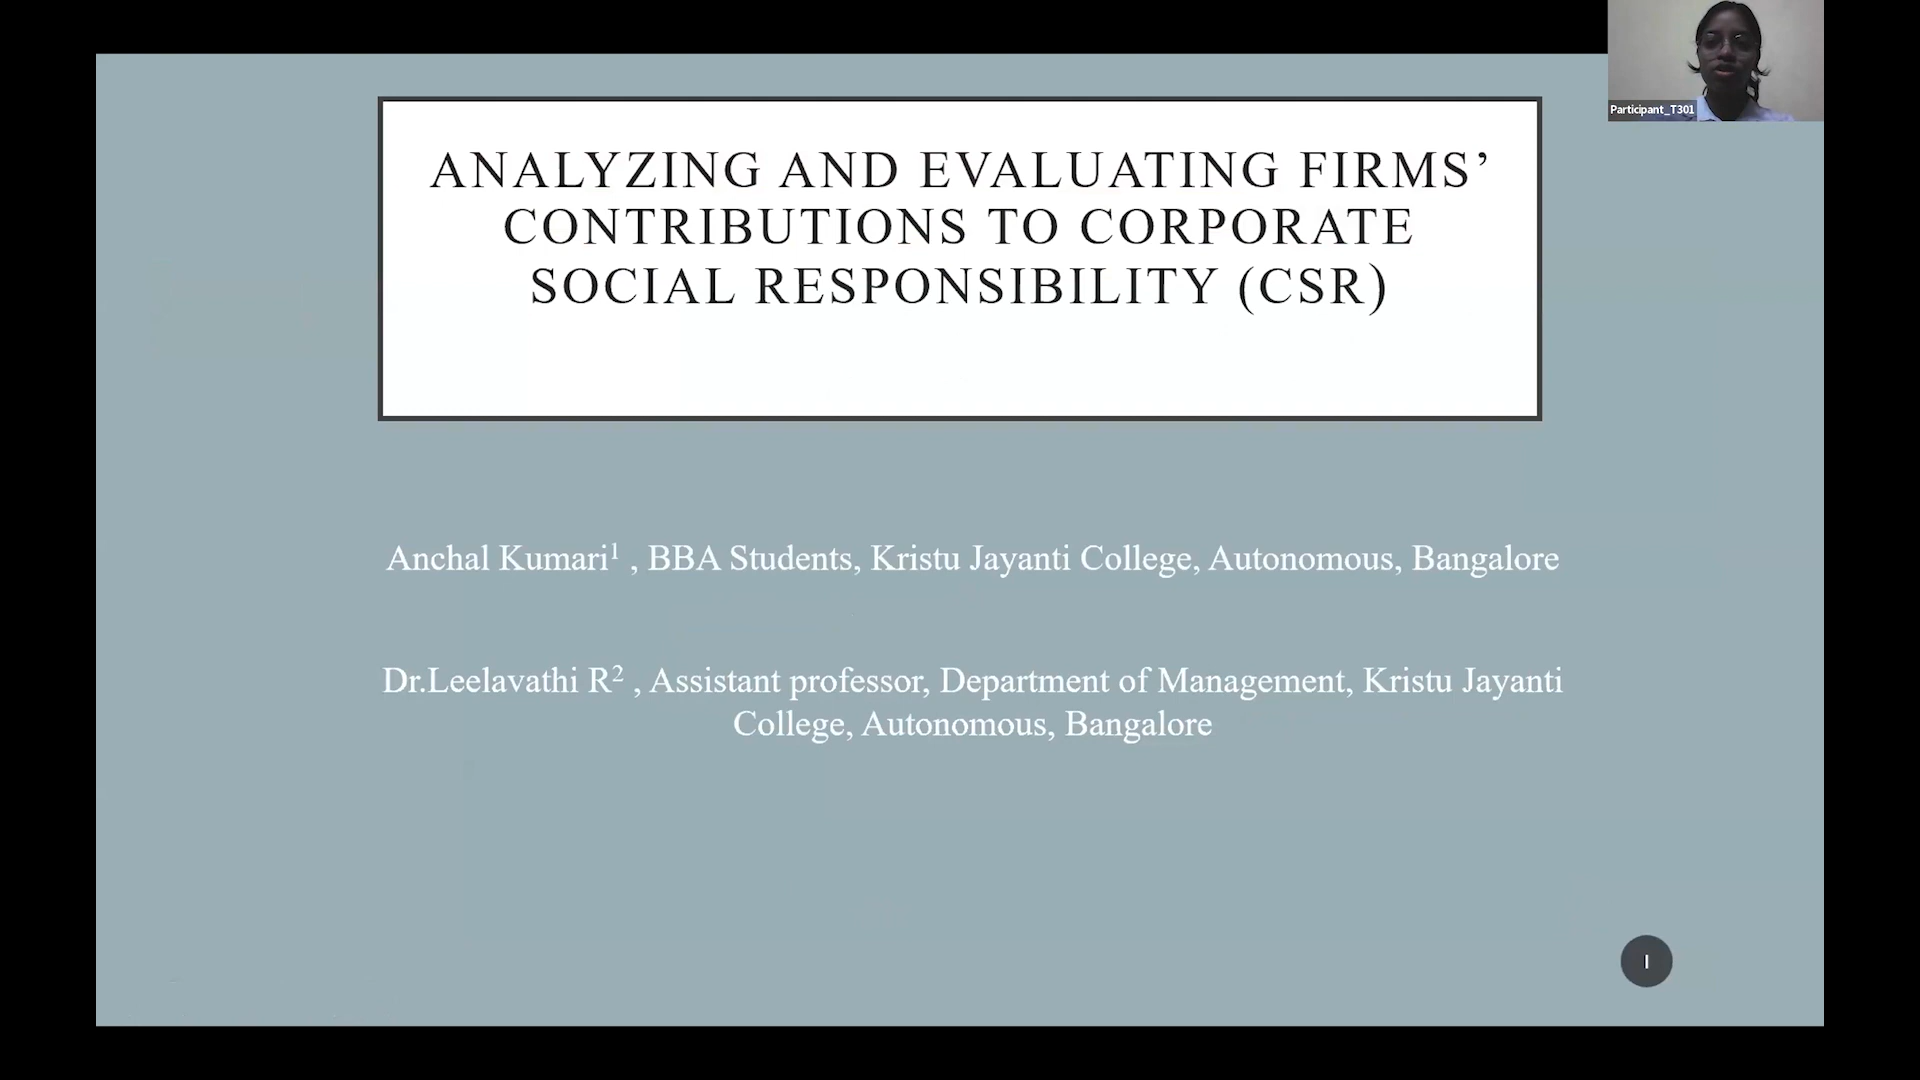 Participant_T301
ANALYZING AND EVALUATING FIRMS’
CONTRIBUTIONS TO CORPORATE
SOCIAL RESPONSIBILITY (CSR)
Anchal Kumari¹ , BBA Students, Kristu Jayanti College, Autonomous, Bangalore
Dr.Leelavathi R² , Assistant professor, Department of Management, Kristu Jayanti
College, Autonomous, Bangalore
1